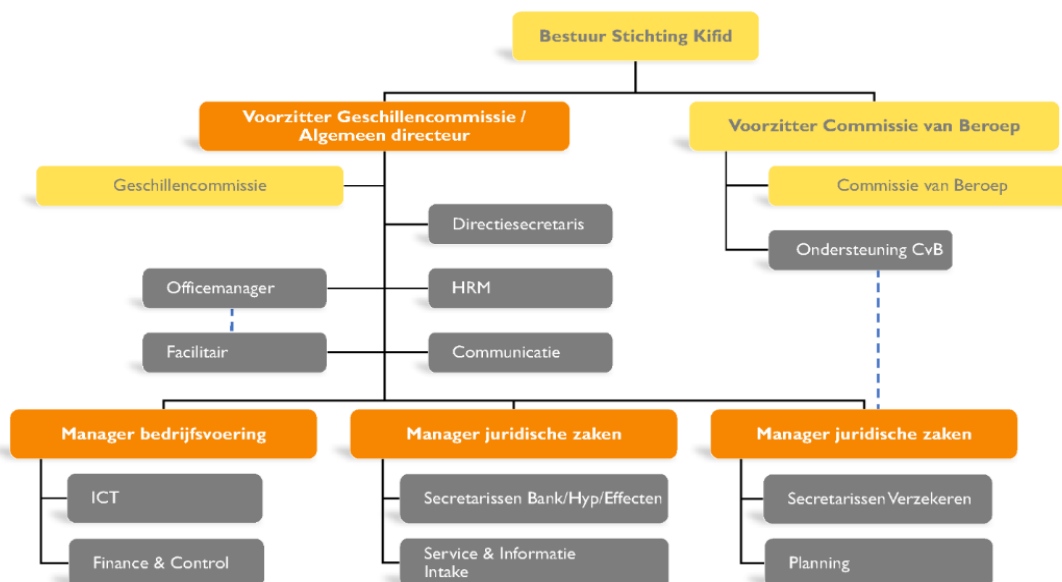 Bestuur Stichting Kifid
Voorzitter Geschillencommissie /
Algemeen directeur
Voorzitter Commissie van Beroep
Geschillencommissie
Commissie van Beroep
Directiesecretaris
Ondersteuning CvB
Officemanager
HRM
Facilitair
Communicatie
Manager bedrijfsvoering
Manager juridische zaken
Manager juridische zaken
ICT
Secretarissen Bank/Hyp/Effecten
Secretarissen Verzekeren
Finance & Control
Service & Informatie
Intake
Planning